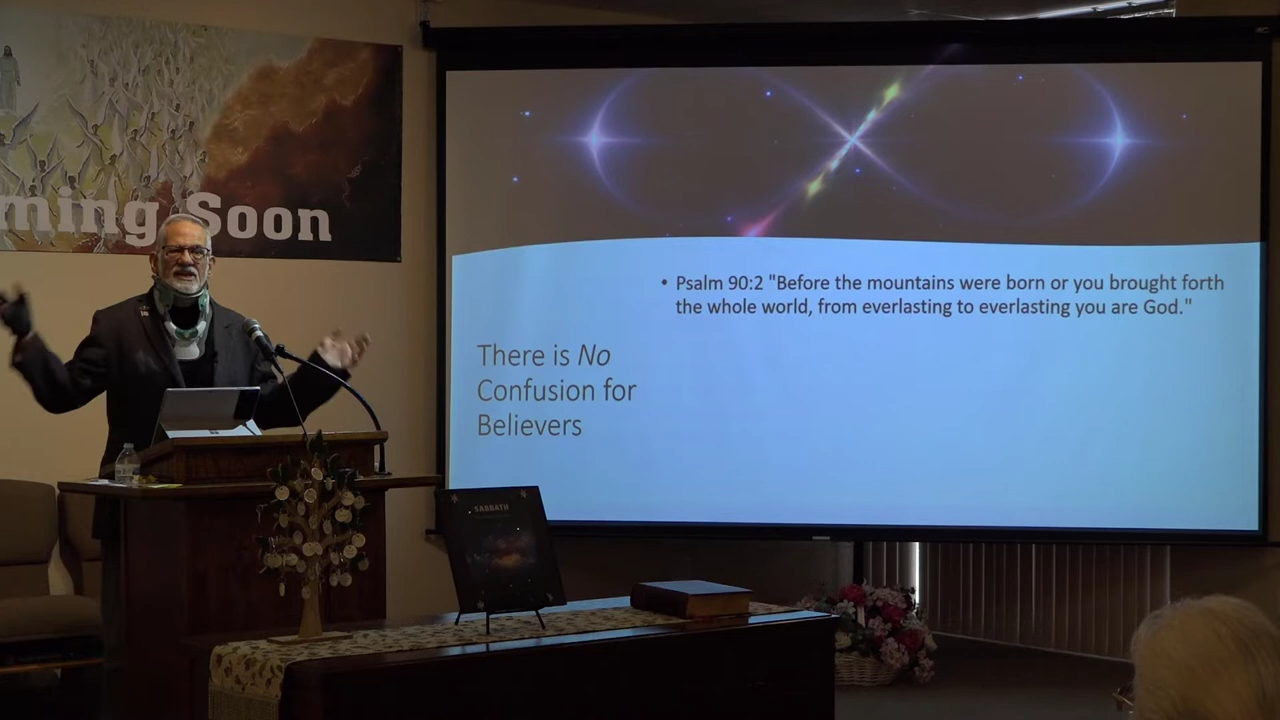 ming Soon
• Psalm 90:2 "Before the mountains were born or you brought forth
the whole world, from everlasting to everlasting you are God."
There is No
Confusion for
Believers
SABBATH